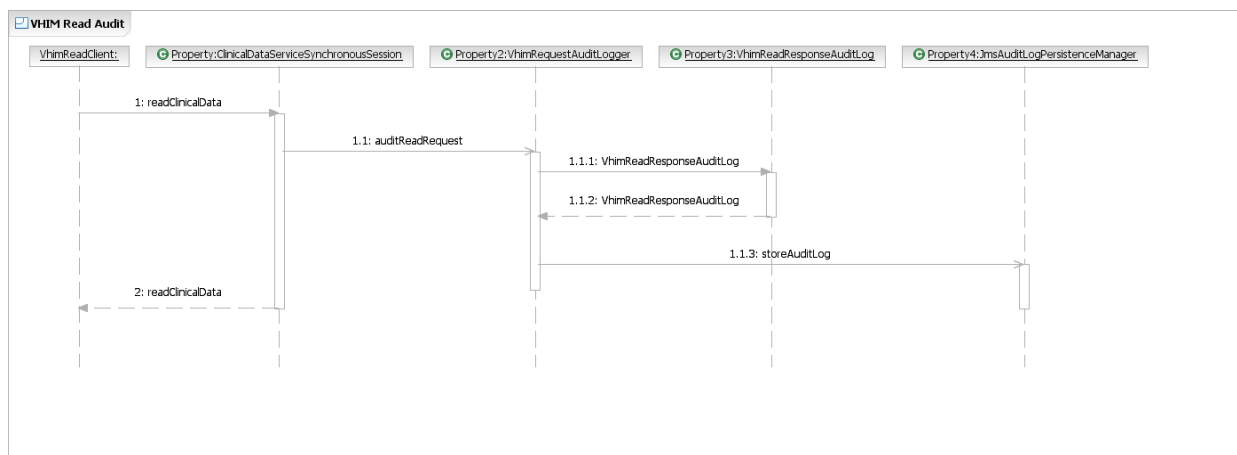 VHIM Read Audit
VhimReadClient:
Property:ClinicalDataServiceSynchronousSession
Property2:VhimRequestAuditLogger
Property3:VhimReadResponseAuditLog
Property4:JmsAuditLogPersistenceManager
1: readClinicalData
1.1: auditReadRequest
1.1.1: VhimReadResponseAuditLog
1.1.2: VhimReadResponseAuditLog
1.1.3: storeAuditLog
2: readClinicalData